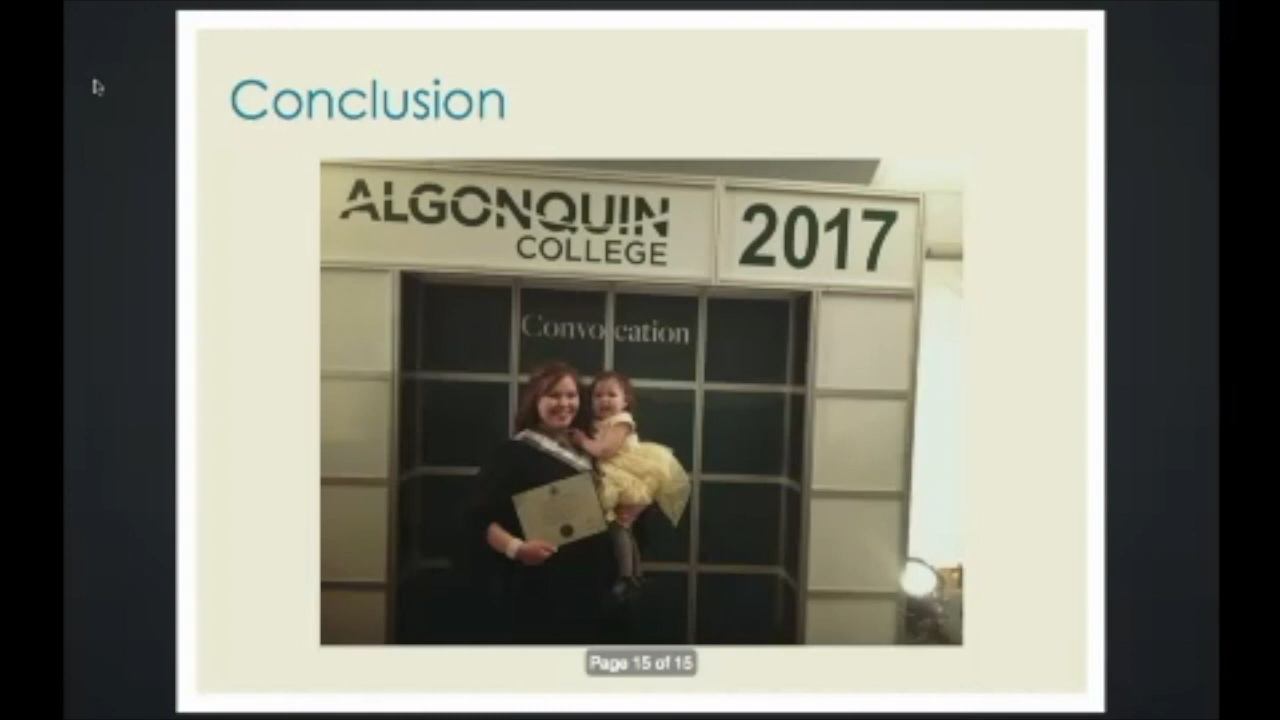 Conclusion
ALGONQUIN
COLLEGE
2017
Convocation
Page 15 of 15